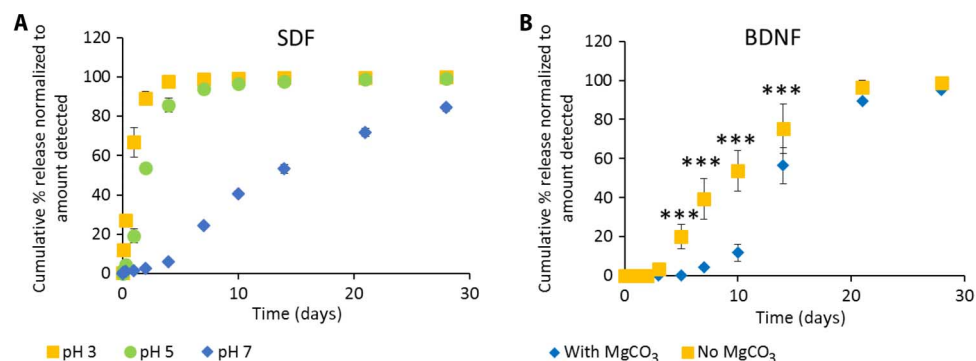 A
SDF
Cumulative % release normalized to
amount detected
120
100
80
60
40
20
0
0
10
20
30
Time (days)
pH 3
pH 5
pH 7
B
BDNF
Cumulative % release normalized to
amount detected
120
100
80
60
40
20
0
***
***
***
***
0
10
20
30
Time (days)
With MgCO₃
No MgCO₃